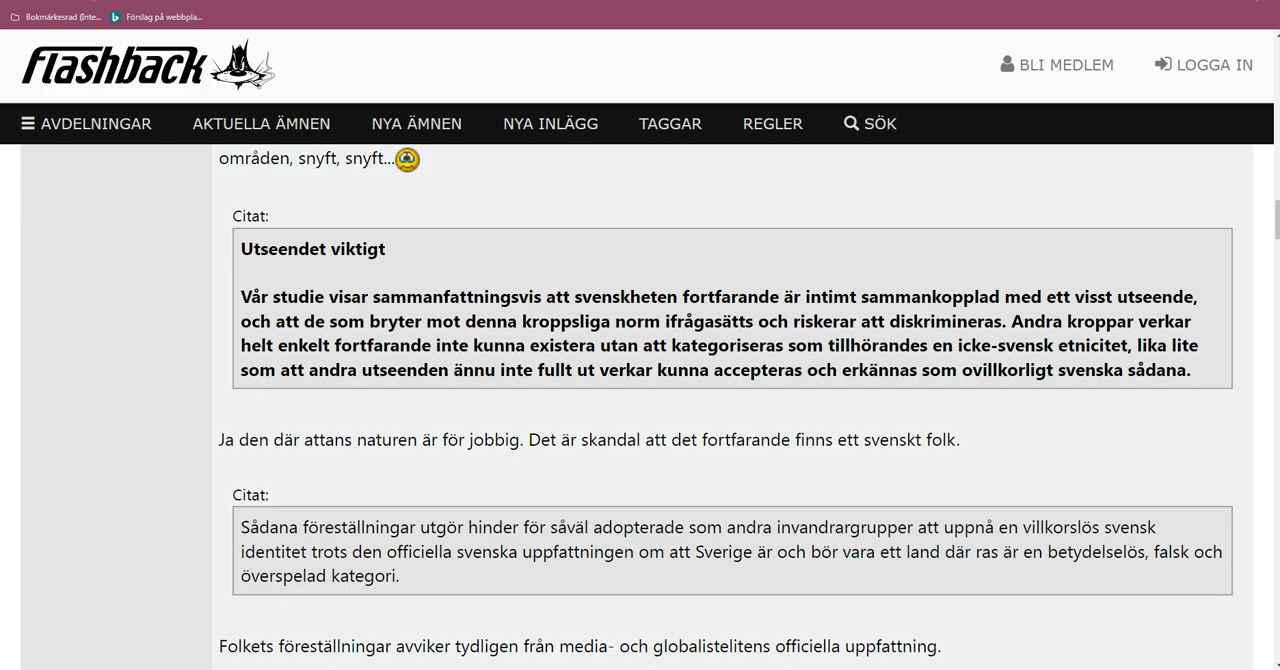 Bokmärkesrad (Inte...
Förslag på webbpla...
flashback
BLI MEDLEM
LOGGA IN
AVDELNINGAR
AKTUELLA ÄMNEN
NYA ÄMNEN
NYA INLÄGG
TAGGAR
REGLER
SÖK
områden, snyft, snyft...
Citat:
Utseendet viktigt
Vår studie visar sammanfattningsvis att svenskheten fortfarande är intimt sammankopplad med ett visst utseende,
och att de som bryter mot denna kroppsliga norm ifrågasätts och riskerar att diskrimineras. Andra kroppar verkar
helt enkelt fortfarande inte kunna existera utan att kategoriseras som tillhörandes en icke-svensk etnicitet, lika lite
som att andra utseenden ännu inte fullt ut verkar kunna accepteras och erkännas som ovillkorligt svenska sådana.
Ja den där attans naturen är för jobbig. Det är skandal att det fortfarande finns ett svenskt folk.
Citat:
Sådana föreställningar utgör hinder för såväl adopterade som andra invandrargrupper att uppnå en villkorslös svensk
identitet trots den officiella svenska uppfattningen om att Sverige är och bör vara ett land där ras är en betydelselös, falsk och
överspelad kategori.
Folkets föreställningar avviker tydligen från media- och globalistelitens officiella uppfattning.